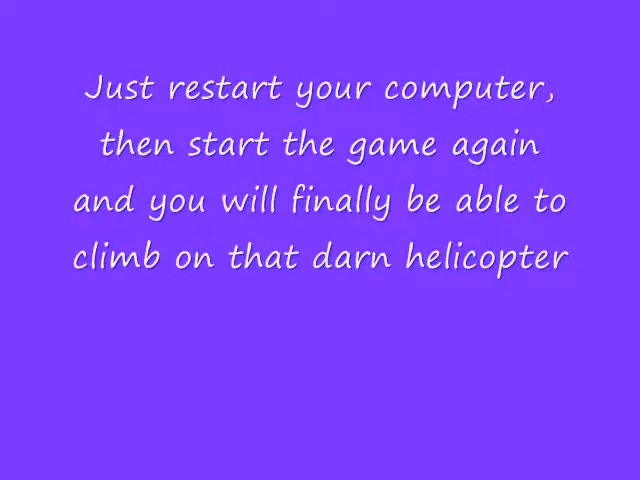 Just restart your computer,
then start the game again
and you will finally be able to
climb on that darn helicopter